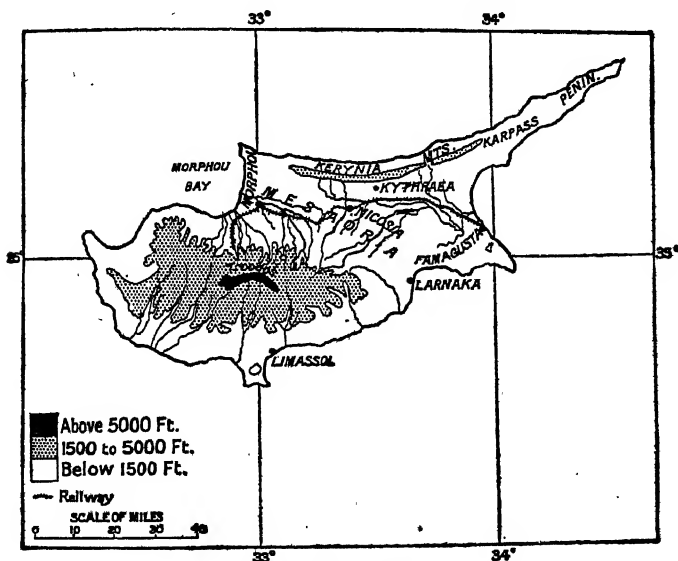 33°
34°
MORPHOU
BAY
MORPHOU
KERYNIA
MTS.
KARPASS
PENIN.
KYTHRAEA
MESAORIA
NICOSIA
FAMAGUSTA
35°
LARNAKA
LIMASSOL
Above 5000 Ft.
1500 to 5000 Ft.
Below 1500 Ft.
Railway
SCALE OF MILES
0 10 20 30 40
33°
34°